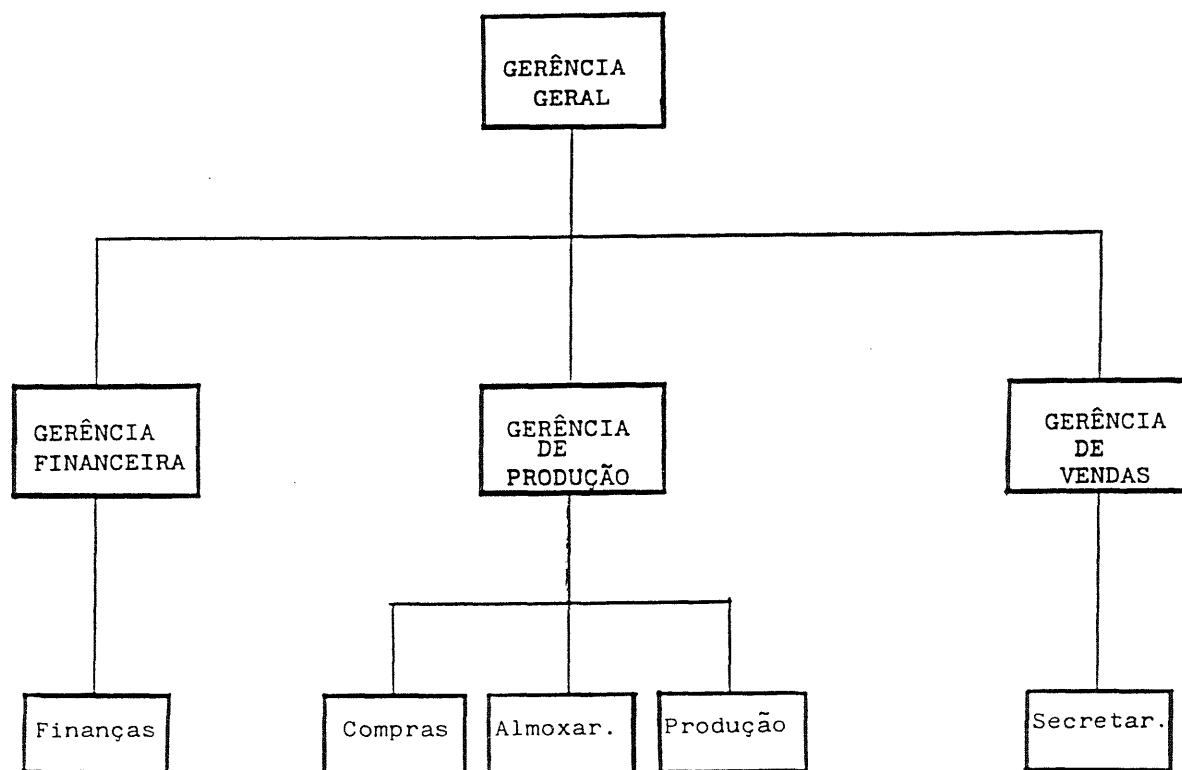 GERÊNCIA
GERAL
GERÊNCIA
FINANCEIRA
GERÊNCIA
DE
PRODUÇÃO
GERÊNCIA
DE
VENDAS
Finanças
Compras
Almoxar.
Produção
Secretar.